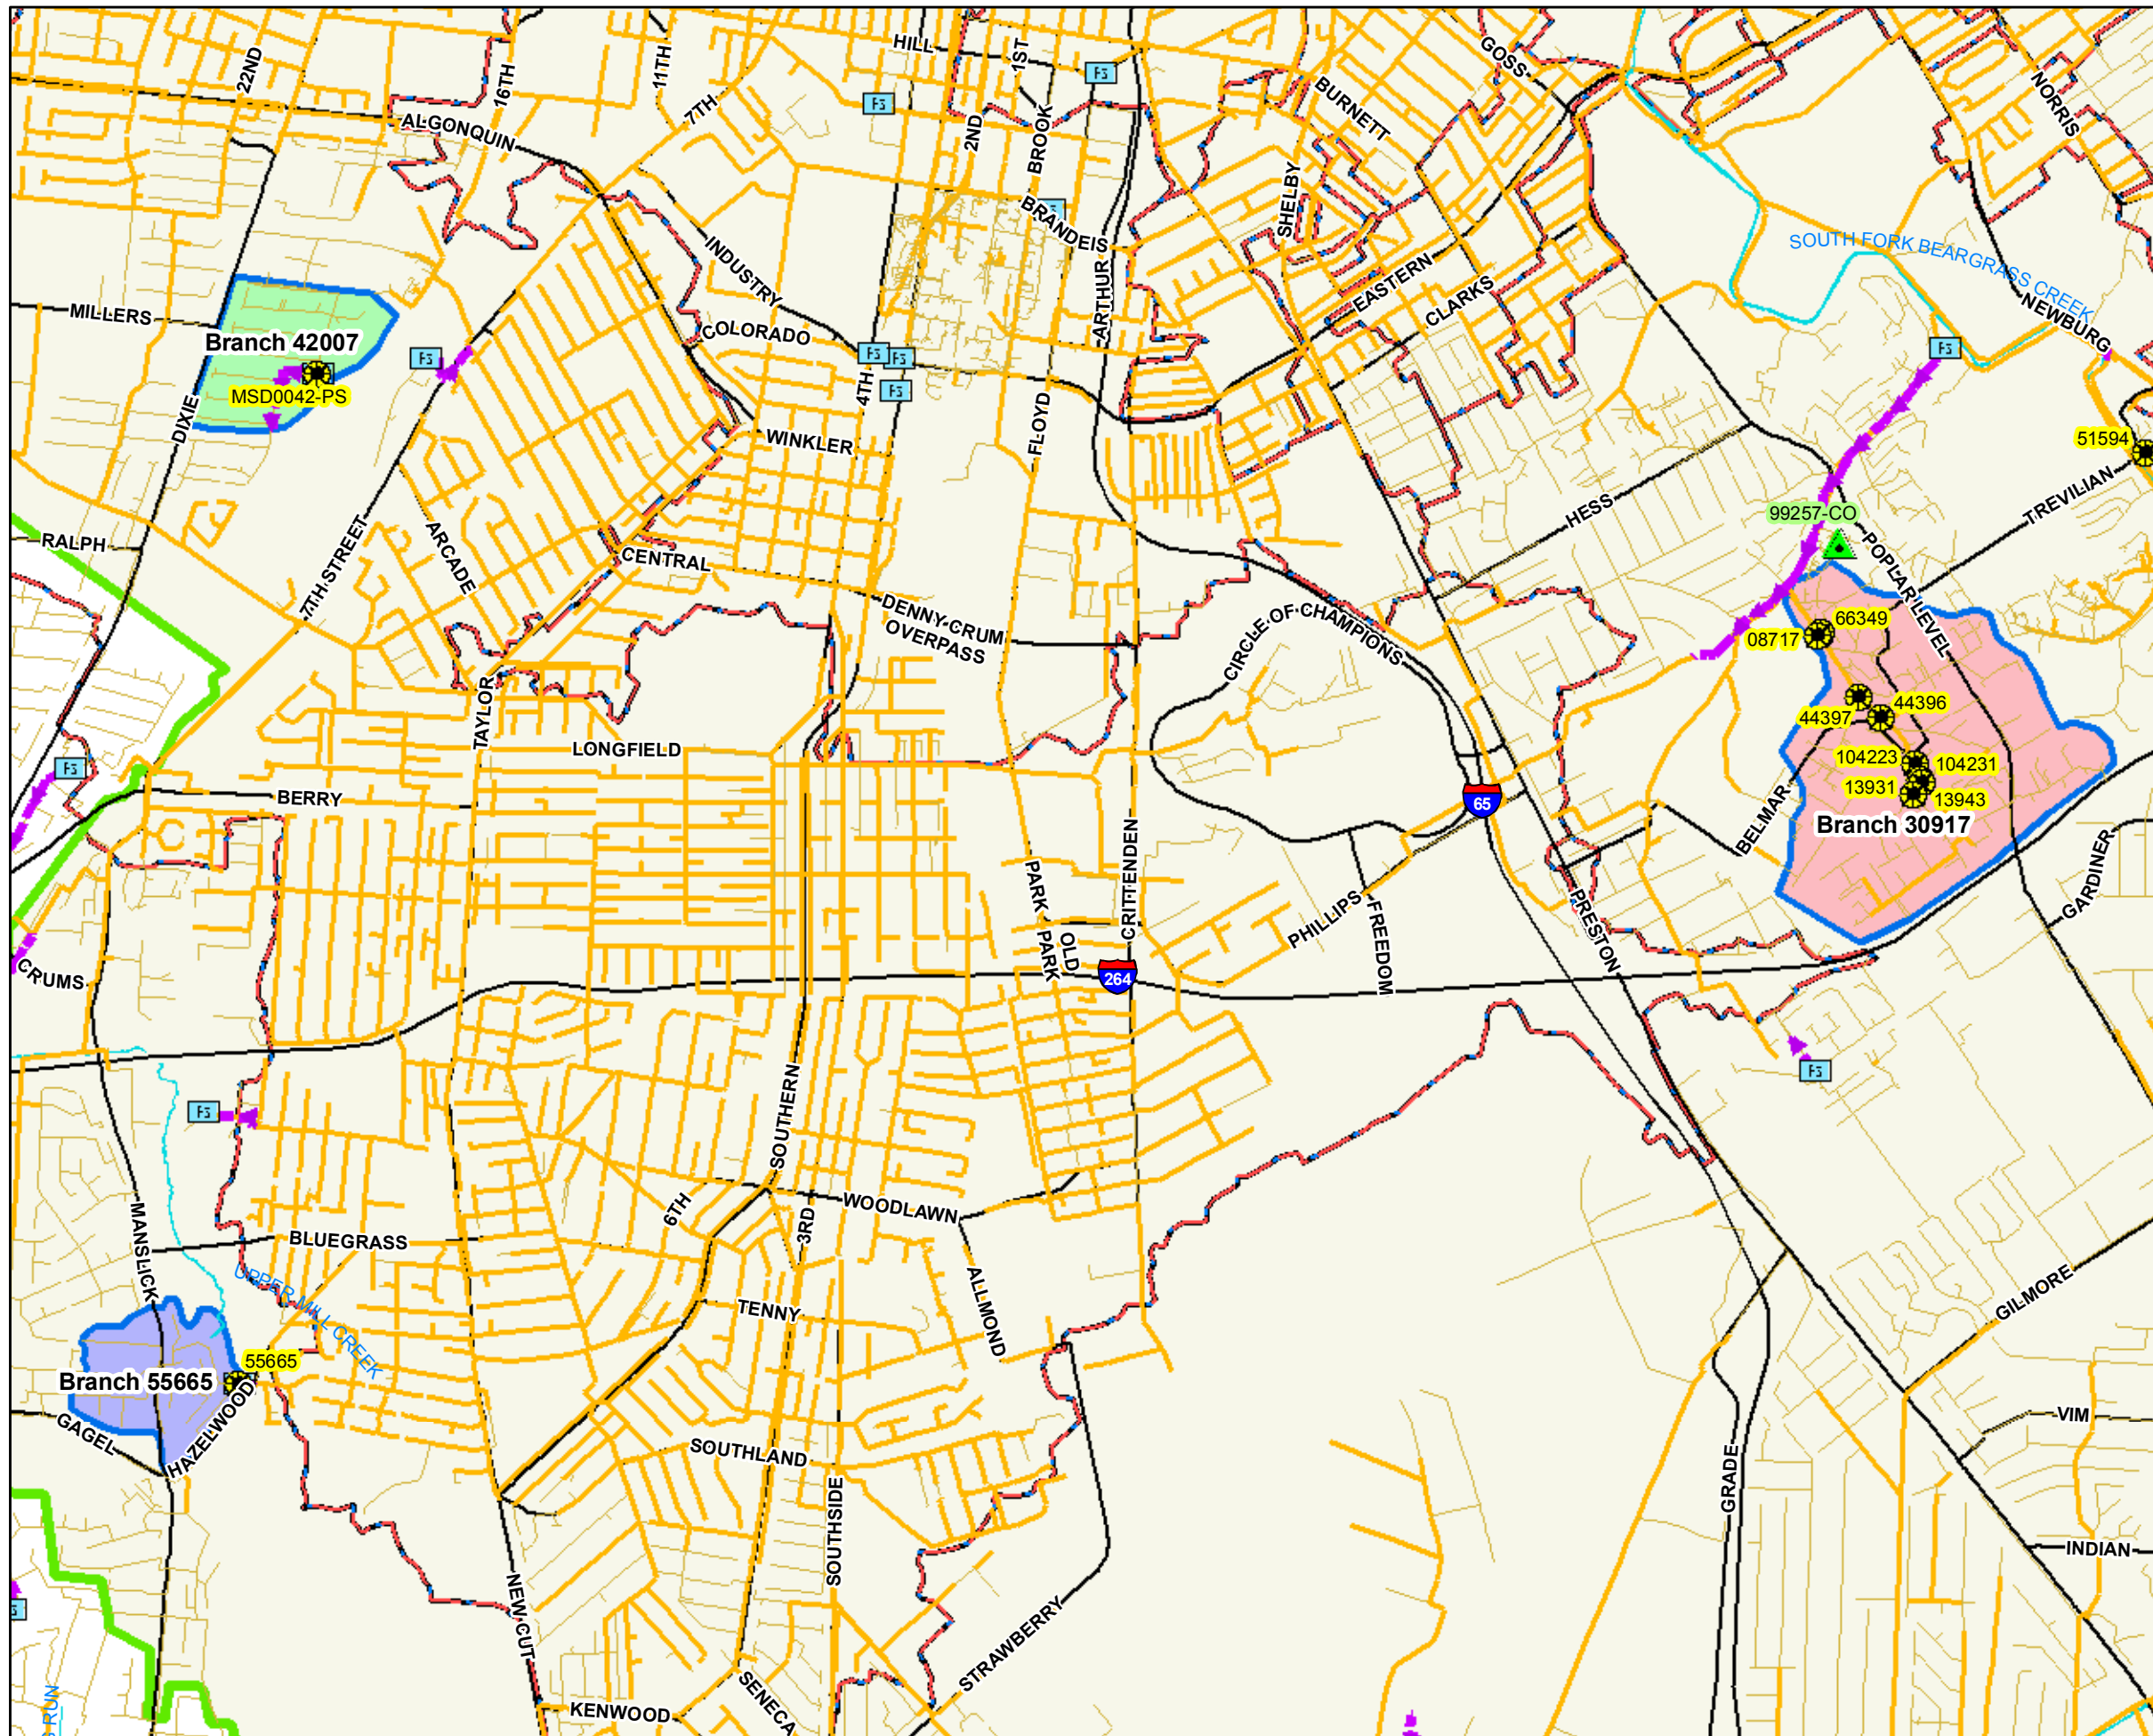 22ND
16TH
11TH
7TH
HILL
1ST
2ND
BROOK
BURNETT
GOSS
NORRIS
ALGONQUIN
SHELBY
BRANDEIS
SOUTH FORK BEARGRASS CREEK
NEWBURG
INDUSTRY
ARTHUR
EASTERN
CLARKS
MILLERS
Branch 42007
MSD0042-PS
COLORADO
4TH
DIXIE
WINKLER
FLOYD
51594
TREVILIAN
HESS
99257-CO
POPLAR LEVEL
RALPH
7TH STREET
ARCADE
CENTRAL
DENNY CRUM
OVERPASS
CIRCLE OF CHAMPIONS
66349
08717
44396
44397
104223
104231
13931
13943
Branch 30917
BELMAR
GARDINER
TAYLOR
LONGFIELD
BERRY
65
CRITTENDEN
PARK
OLD
PARK
PHILLIPS
FREEDOM
PRESTON
264
CRUMS
SOUTHERN
MANSLICK
6TH
3RD
WOODLAWN
BLUEGRASS
UPPER MILL CREEK
TENNY
ALLMOND
GILMORE
55665
Branch 55665
HAZELWOOD
GAGEL
SOUTHLAND
SOUTHSIDE
GRADE
VIM
INDIAN
NEW CUT
STRAWBERRY
KENWOOD
SENECA
RUN